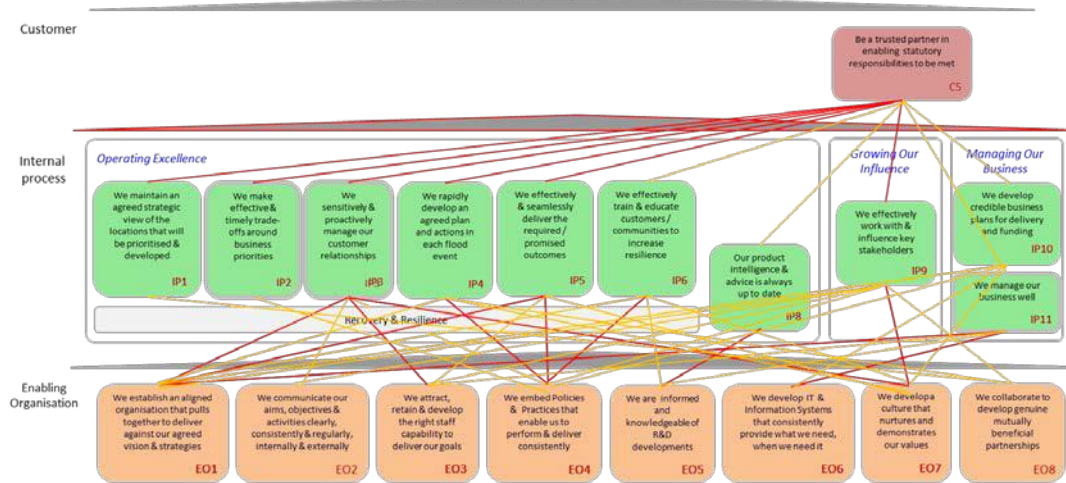 Customer
Be a trusted partner in
enabling statutory
responsibilities to be met
C5
Internal
process
Operating Excellence
Growing Our
Influence
Managing Our
Business
We maintain an
agreed strategic
view of the
locations that will
be prioritised &
developed
IP1
We make
effective &
timely trade-
offs around
business
priorities
IP2
We
sensitively &
proactively
manage our
customer
relationships
IP3
We rapidly
develop an
agreed plan
and actions in
each flood
event
IP4
We effectively
& seamlessly
deliver the
required /
promised
outcomes
IP5
We effectively
train & educate
customers /
communities to
increase
resilience
IP6
Our product
intelligence &
advice is always
up to date
IP8
We effectively
work with &
influence key
stakeholders
IP9
We develop
credible business
plans for delivery
and funding
IP10
We manage our
business well
IP11
Recovery & Resilience
Enabling
Organisation
We establish an aligned
organisation that pulls
together to deliver
against our agreed
vision & strategies
EO1
We communicate our
aims, objectives &
activities clearly,
consistently & regularly,
internally & externally
EO2
We attract,
retain & develop
the right staff
capability to
deliver our goals
EO3
We embed Policies
& Practices that
enable us to
perform & deliver
consistently
EO4
We are informed
and
knowledgeable of
R&D
developments
EO5
We develop IT &
Information Systems
that consistently
provide what we need,
when we need it
EO6
We develop a
culture that
nurtures and
demonstrates
our values
EO7
We collaborate to
develop genuine
mutually
beneficial
partnerships
EO8